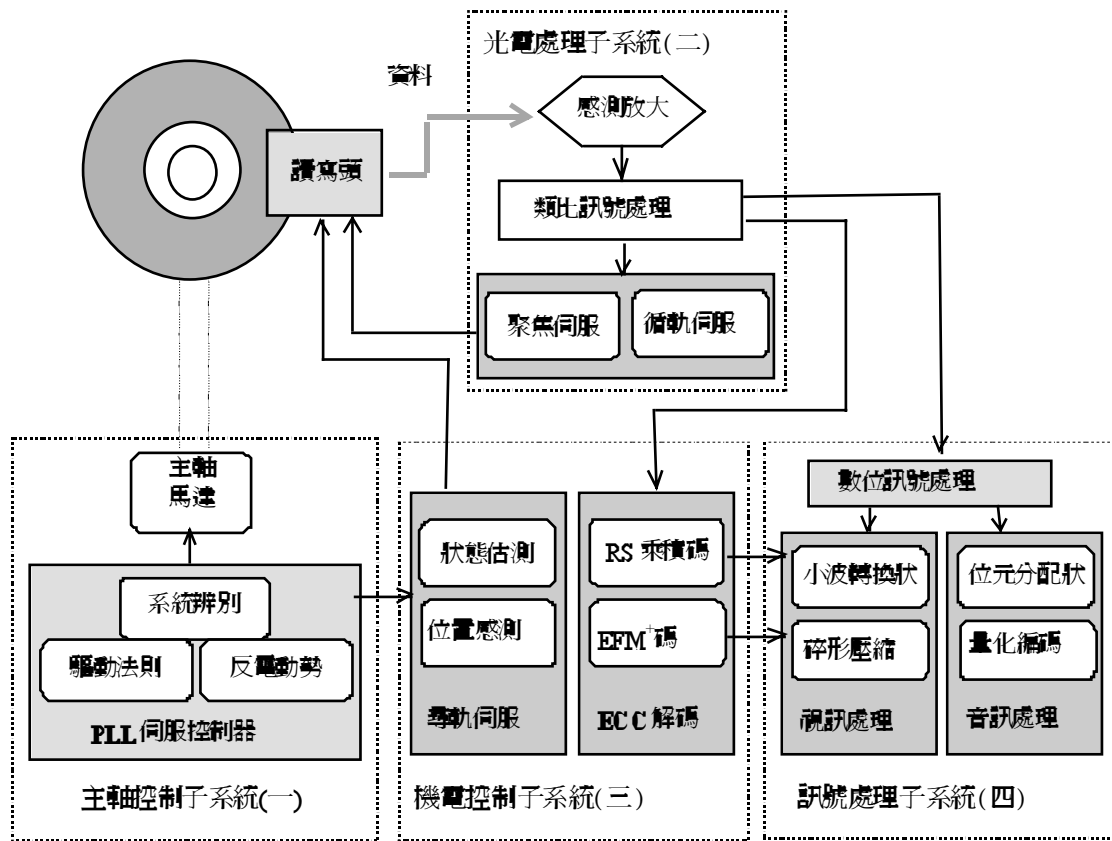 光電處理子系統(二)
資料
感測放大
讀寫頭
類比訊號處理
聚焦伺服
循軌伺服
主軸
馬達
系統辨別
驅動法則
反電動勢
PLL 伺服控制器
主軸控制子系統(一)
狀態估測
位置感測
尋軌伺服
RS 乘積碼
EFM⁺碼
ECC 解碼
機電控制子系統(三)
數位訊號處理
小波轉換狀
碎形壓縮
視訊處理
位元分配狀
量化編碼
音訊處理
訊號處理子系統(四)